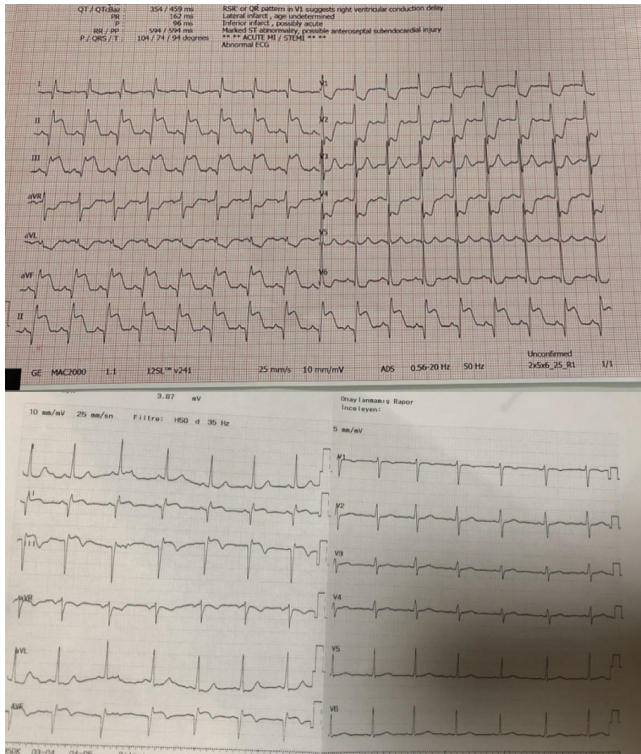 QT / QTcBaz : 354 / 459 ms RSR' or QR pattern in V1 suggests right ventricular conduction delay
PR 162 ms Lateral infarct , age undetermined
P : 96 ms Inferior infarct , possibly acute
RR / PP 594 / 594 ms Marked ST abnormality, possible anteroseptal subendocardial injury
P / QRS / T : 104 / 74 / 94 degrees ** ** ACUTE MI / STEMI ** **
Abnormal ECG
I V1
II V2
III V3
aVR V4
aVL V5
aVF V6
II
Unconfirmed
GE MAC2000 1.1 12SL™ v241 25 mm/s 10 mm/mV ADS 0.56-20 Hz 50 Hz 2x5x6_25_R1 1/1
3.87 mV Onaylanmamış Rapor
10 mm/mV 25 mm/sn Filtre: H50 d 35 Hz İnceleyen:
5 mm/mV
V1
V2
V3
aVR V4
aVL V5
aVF V6